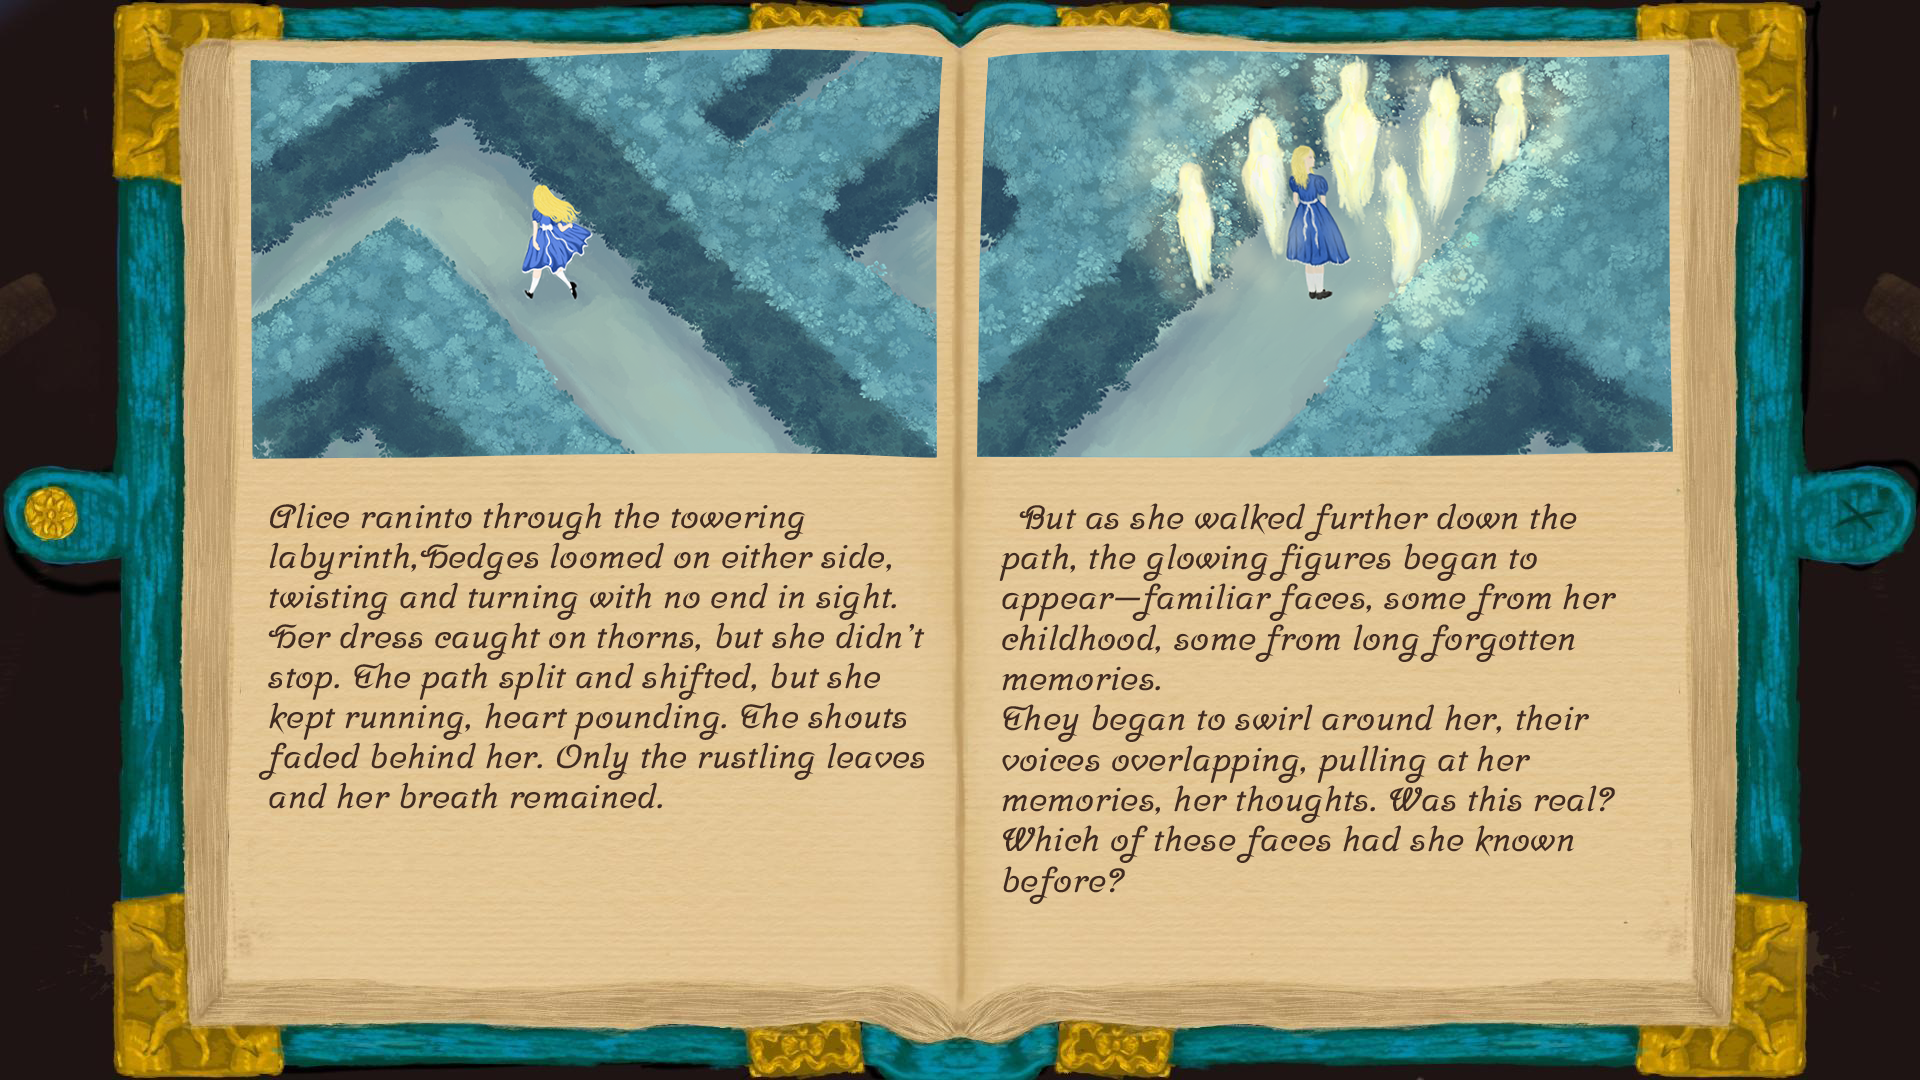 Alice raninto through the towering
labyrinth,Hedges loomed on either side,
twisting and turning with no end in sight.
Her dress caught on thorns, but she didn't
stop. The path split and shifted, but she
kept running, heart pounding. The shouts
faded behind her. Only the rustling leaves
and her breath remained.
But as she walked further down the
path, the glowing figures began to
appear—familiar faces, some from her
childhood, some from long forgotten
memories.
They began to swirl around her, their
voices overlapping, pulling at her
memories, her thoughts. Was this real?
Which of these faces had she known
before?